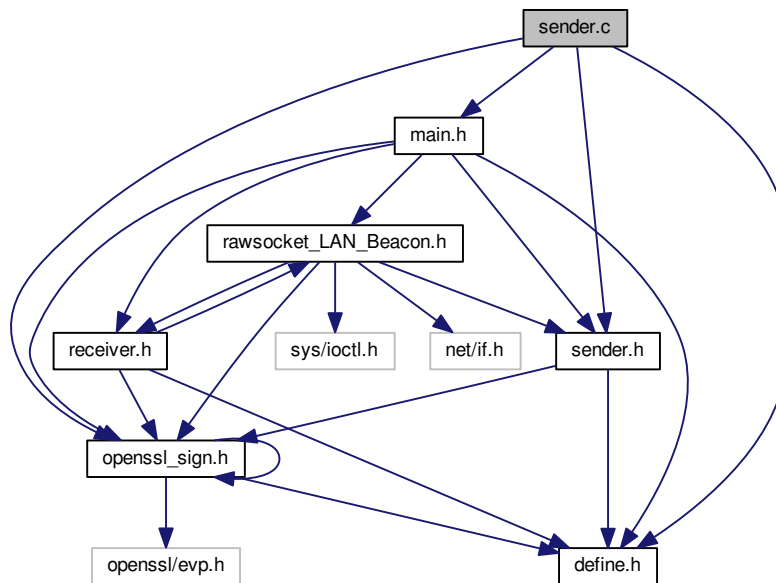 sender.c
main.h
rawsocket_LAN_Beacon.h
receiver.h
sys/ioctl.h
net/if.h
sender.h
openssl_sign.h
openssl/evp.h
define.h